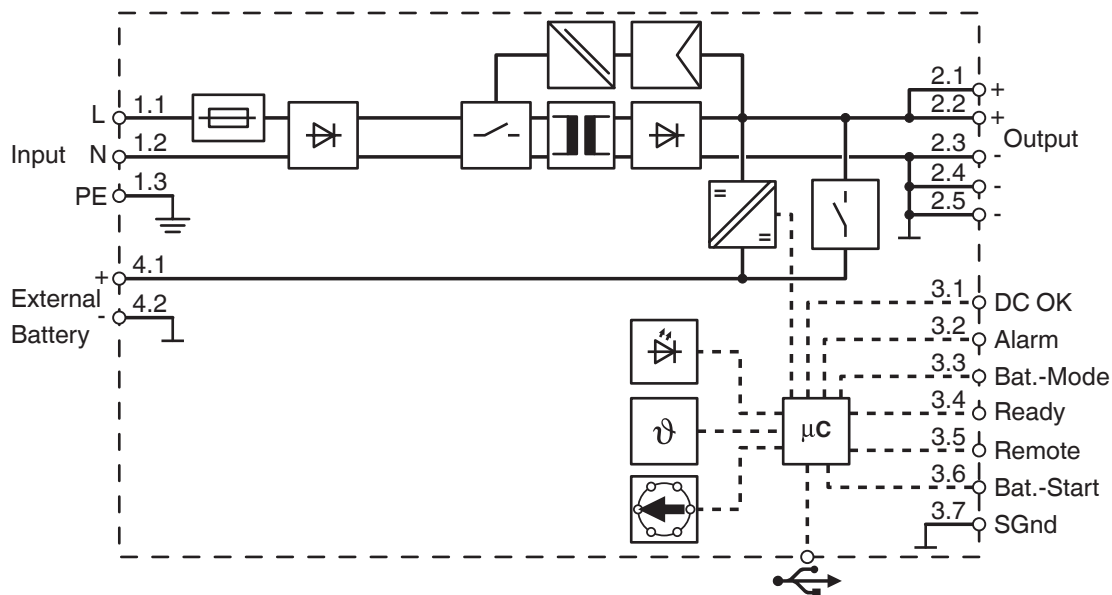 2.1 +
L 1.1 2.2 +
Input N 1.2 2.3 - Output
PE 1.3 2.4 -
= 2.5 -
=
+ 4.1
External 3.1 DC OK
Battery - 4.2
3.2 Alarm
3.3 Bat.-Mode
3.4 Ready
ϑ µC
3.5 Remote
3.6 Bat.-Start
3.7 SGnd